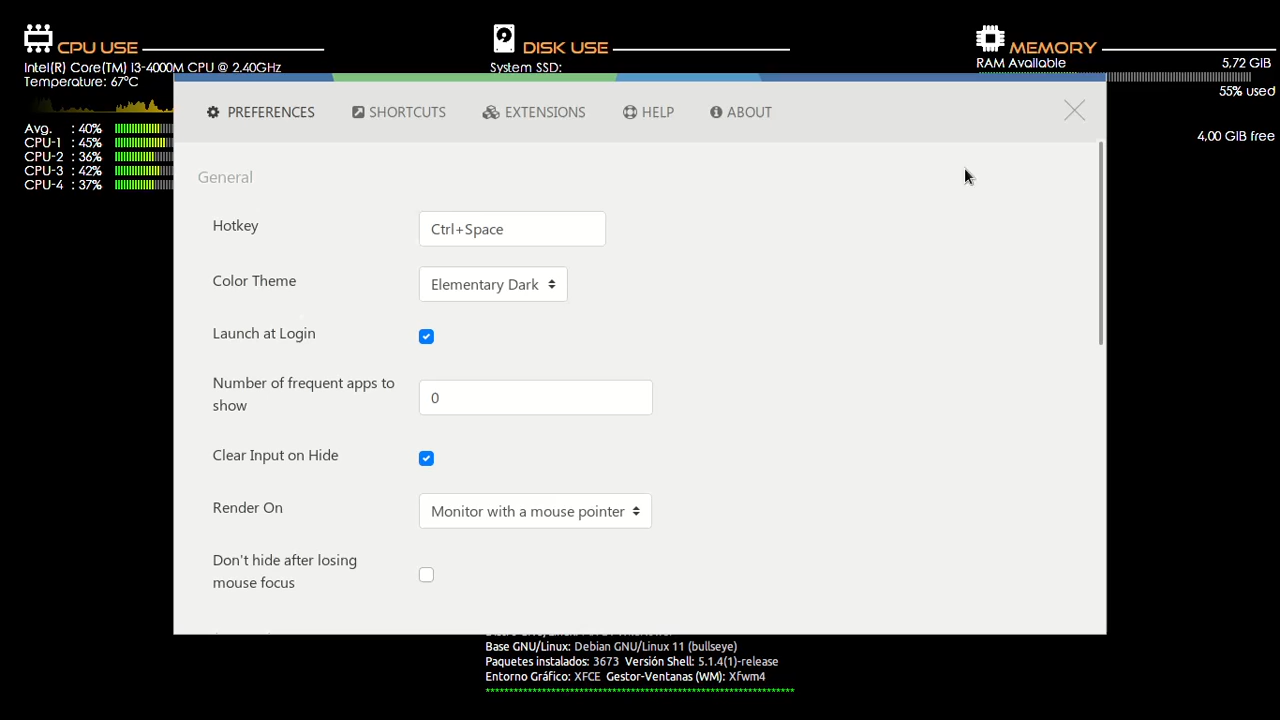 CPU USE
Intel(R) Core(TM) I3-4000M CPU @ 2.40GHz
Temperature: 67°C
Avg. : 40%
CPU-1 : 45%
CPU-2 : 36%
CPU-3 : 42%
CPU-4 : 37%
DISK USE
System SSD:
MEMORY
RAM Available 5.72 GIB
55% used
4,00 GIB free
PREFERENCES SHORTCUTS EXTENSIONS HELP ABOUT
General
Hotkey Ctrl+Space
Color Theme Elementary Dark
Launch at Login
Number of frequent apps to
show
0
Clear Input on Hide
Render On Monitor with a mouse pointer
Don't hide after losing
mouse focus
Base GNU/Linux: Debian GNU/Linux 11 (bullseye)
Paquetes instalados: 3673 Versión Shell: 5.1.4(1)-release
Entorno Gráfico: XFCE Gestor-Ventanas (WM): Xfwm4